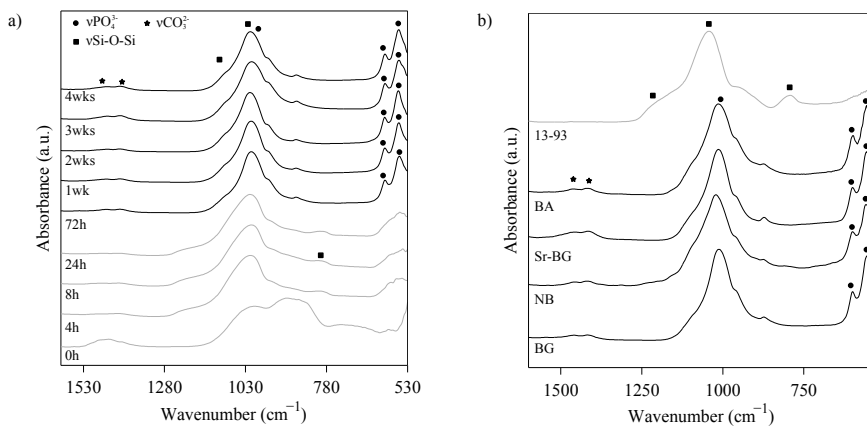 a)
● νPO₄³⁻ ★ νCO₃²⁻
■ νSi-O-Si
4wks
3wks
2wks
1wk
72h
24h
8h
4h
0h
Absorbance (a.u.)
1530 1280 1030 780 530
Wavenumber (cm⁻¹)
b)
13-93
BA
Sr-BG
NB
BG
Absorbance (a.u.)
1500 1250 1000 750
Wavenumber (cm⁻¹)